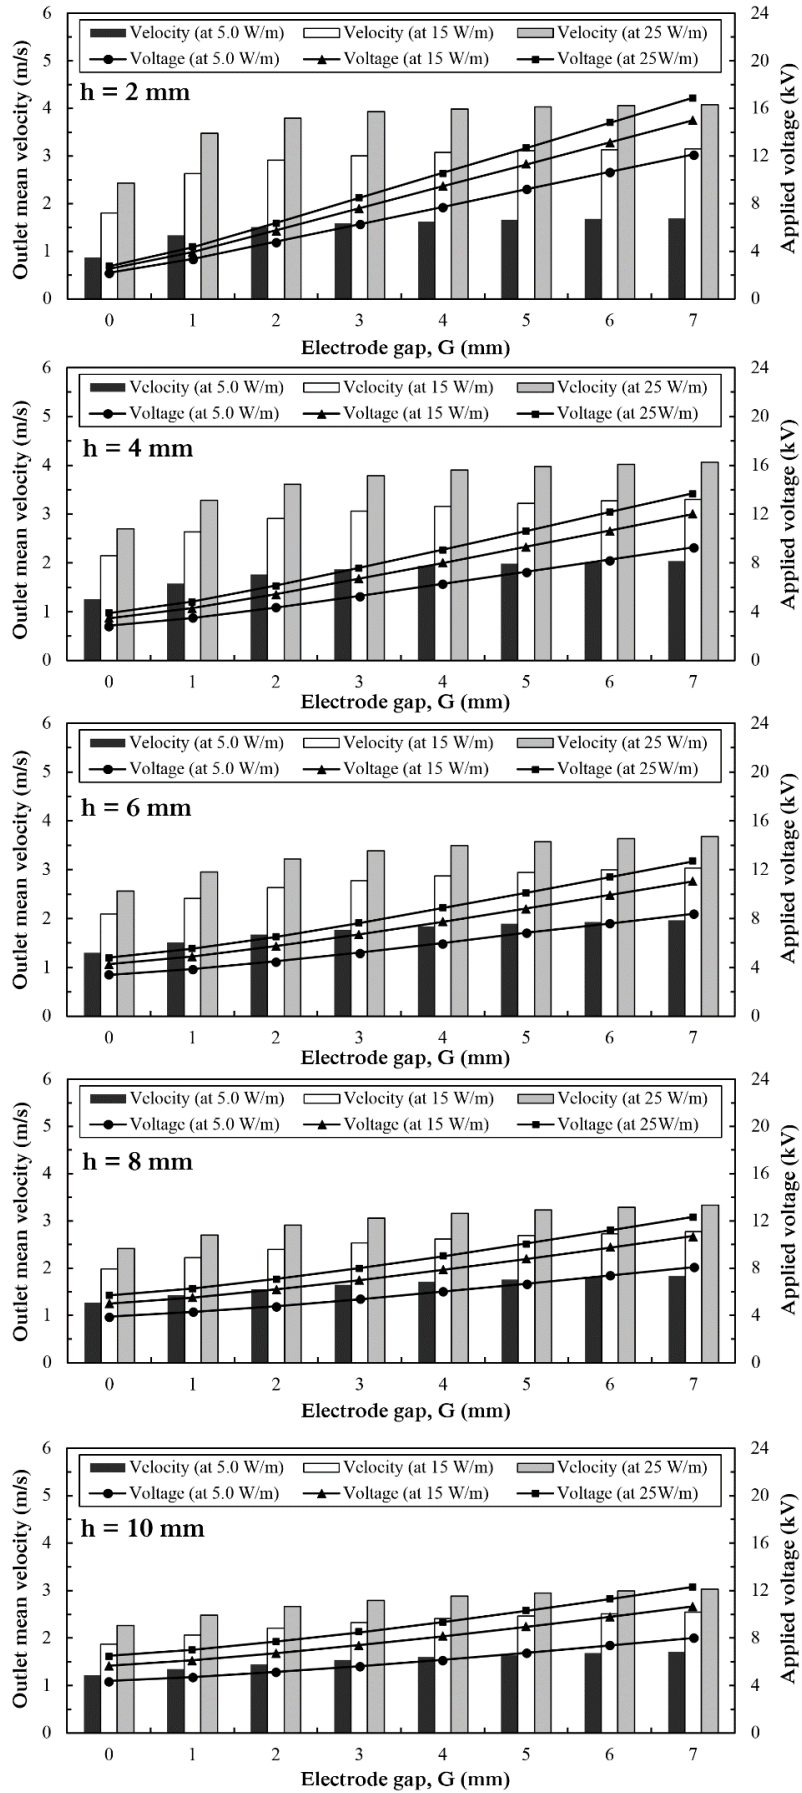 Velocity (at 5.0 W/m) Velocity (at 15 W/m) Velocity (at 25 W/m)
Voltage (at 5.0 W/m) Voltage (at 15 W/m) Voltage (at 25W/m)
h = 2 mm
Outlet mean velocity (m/s)
6
5
4
3
2
1
0
Applied voltage (kV)
24
20
16
12
8
4
0
0 1 2 3 4 5 6 7
Electrode gap, G (mm)
Velocity (at 5.0 W/m) Velocity (at 15 W/m) Velocity (at 25 W/m)
Voltage (at 5.0 W/m) Voltage (at 15 W/m) Voltage (at 25W/m)
h = 4 mm
Outlet mean velocity (m/s)
6
5
4
3
2
1
0
Applied voltage (kV)
24
20
16
12
8
4
0
0 1 2 3 4 5 6 7
Electrode gap, G (mm)
Velocity (at 5.0 W/m) Velocity (at 15 W/m) Velocity (at 25 W/m)
Voltage (at 5.0 W/m) Voltage (at 15 W/m) Voltage (at 25W/m)
h = 6 mm
Outlet mean velocity (m/s)
6
5
4
3
2
1
0
Applied voltage (kV)
24
20
16
12
8
4
0
0 1 2 3 4 5 6 7
Electrode gap, G (mm)
Velocity (at 5.0 W/m) Velocity (at 15 W/m) Velocity (at 25 W/m)
Voltage (at 5.0 W/m) Voltage (at 15 W/m) Voltage (at 25W/m)
h = 8 mm
Outlet mean velocity (m/s)
6
5
4
3
2
1
0
Applied voltage (kV)
24
20
16
12
8
4
0
0 1 2 3 4 5 6 7
Electrode gap, G (mm)
Velocity (at 5.0 W/m) Velocity (at 15 W/m) Velocity (at 25 W/m)
Voltage (at 5.0 W/m) Voltage (at 15 W/m) Voltage (at 25W/m)
h = 10 mm
Outlet mean velocity (m/s)
6
5
4
3
2
1
0
Applied voltage (kV)
24
20
16
12
8
4
0
0 1 2 3 4 5 6 7
Electrode gap, G (mm)